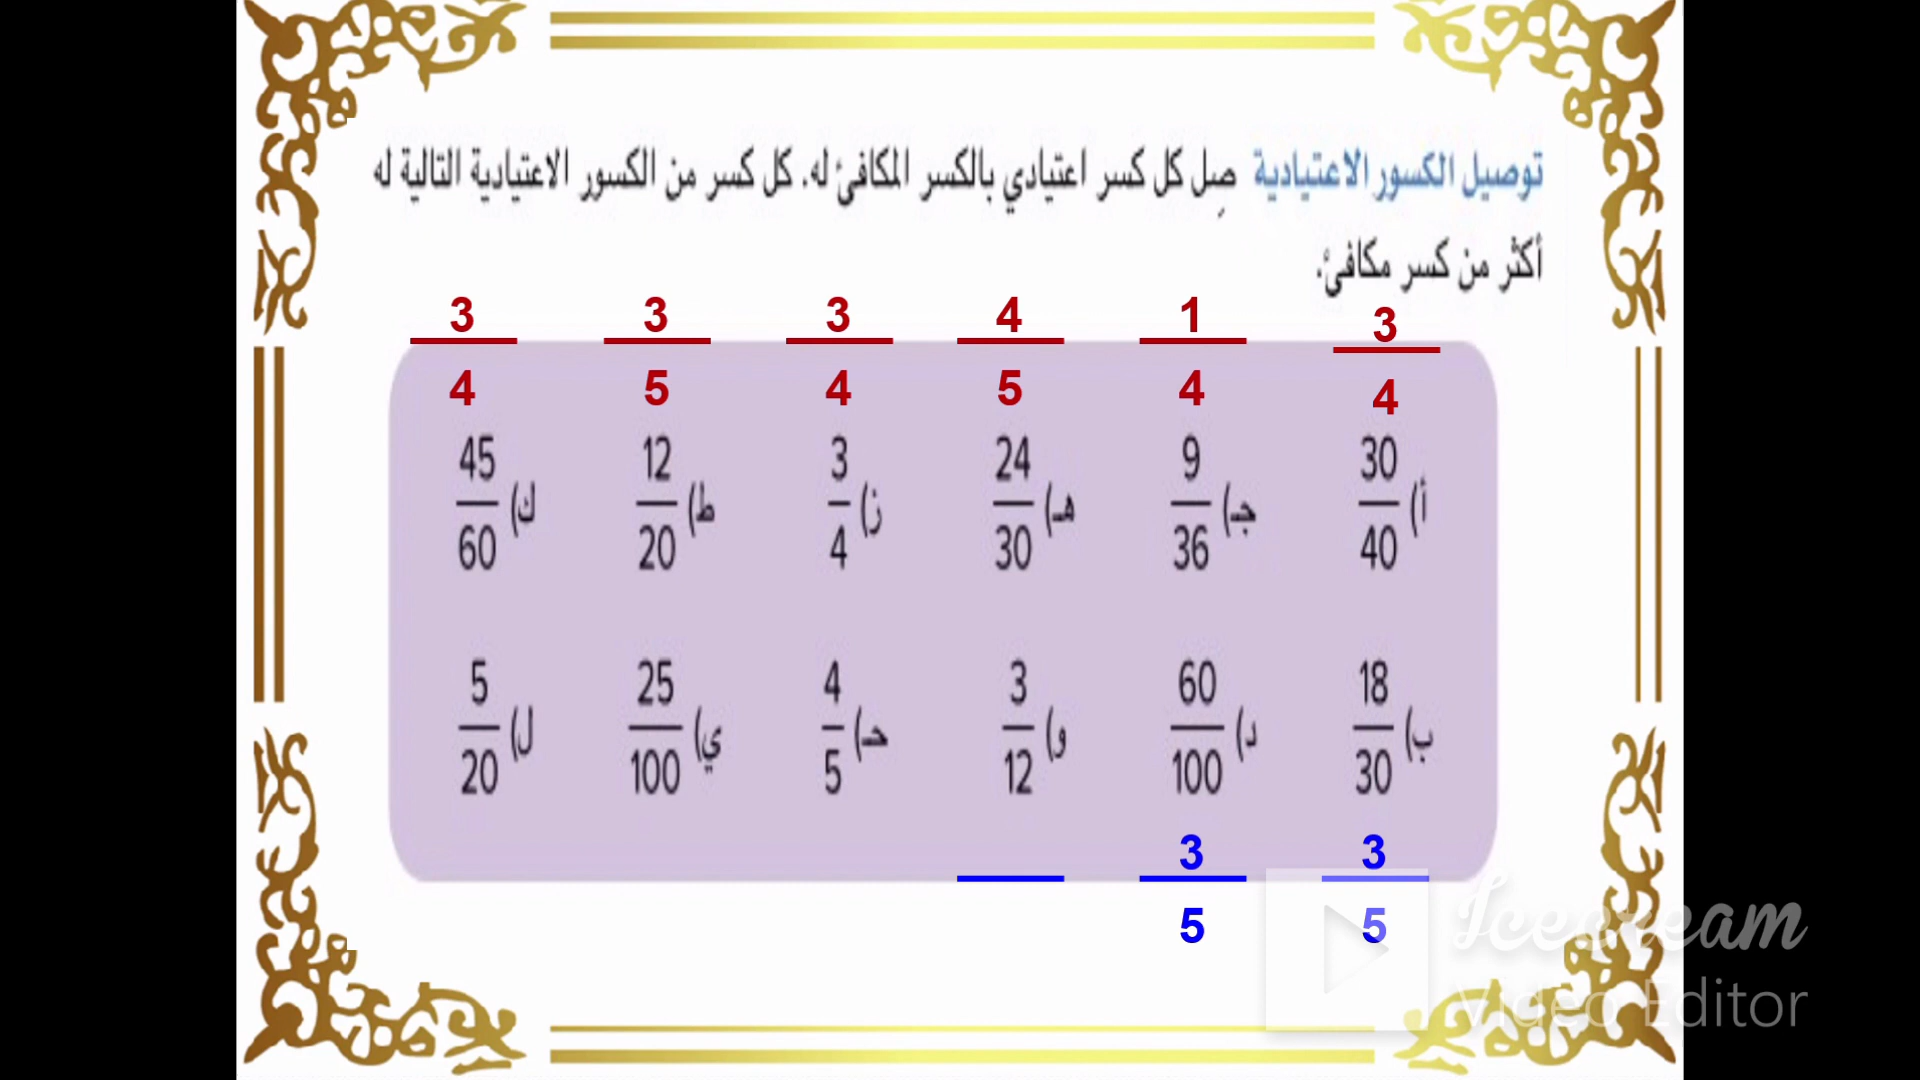 توصيل الكسور الاعتيادية صِل كل كسر اعتيادي بالكسر المكافئ له. كل كسر من الكسور الاعتيادية التالية له
أكثر من كسر مكافئ.
3/4 1/4 4/5 3/4 3/5 3/4
أ) 30/40 جـ) 9/36 هـ) 24/30 ز) 3/4 ط) 12/20 ك) 45/60
ب) 18/30 د) 60/100 و) 3/12 حـ) 4/5 ي) 25/100 ل) 5/20
3/5 3/5
Icecream
Video Editor